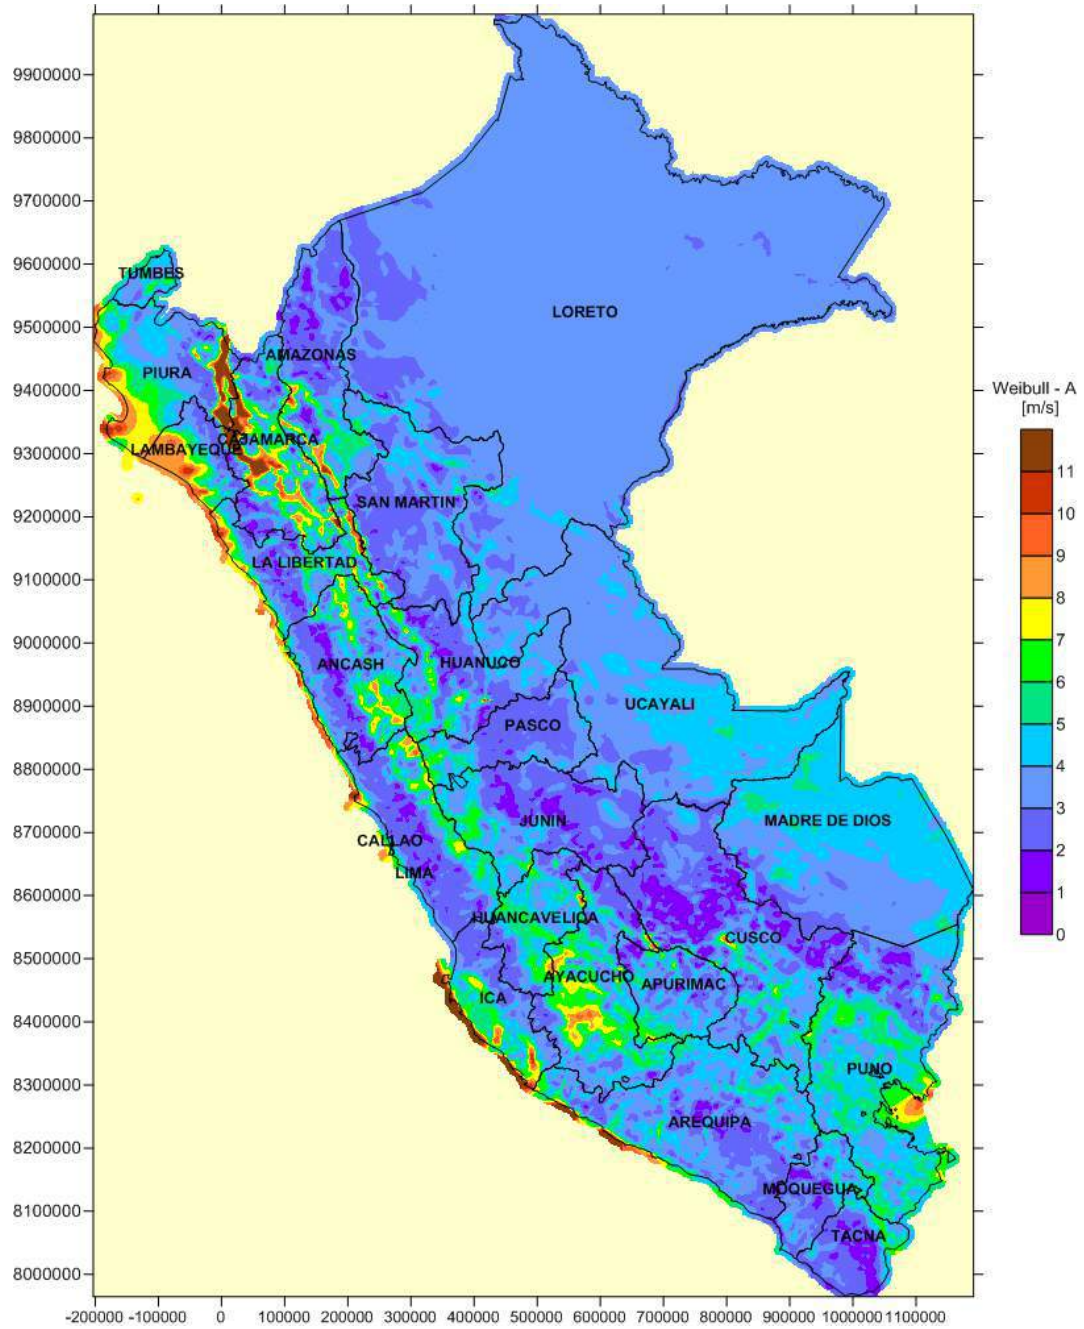 9900000
9800000
9700000
9600000
9500000
9400000
9300000
9200000
9100000
9000000
8900000
8800000
8700000
8600000
8500000
8400000
8300000
8200000
8100000
8000000
TUMBES
LORETO
AMAZONAS
PIURA
CAJAMARCA
LAMBAYEQUE
SAN MARTIN
LA LIBERTAD
ANCASH
HUANUCO
UCAYALI
PASCO
MADRE DE DIOS
JUNIN
CALLAO
LIMA
HUANCAVELICA
CUSCO
AYACUCHO
APURIMAC
ICA
PUNO
AREQUIPA
MOQUEGUA
TACNA
-200000 -100000 0 100000 200000 300000 400000 500000 600000 700000 800000 900000 1000000 1100000
Weibull - A
[m/s]
11
10
9
8
7
6
5
4
3
2
1
0